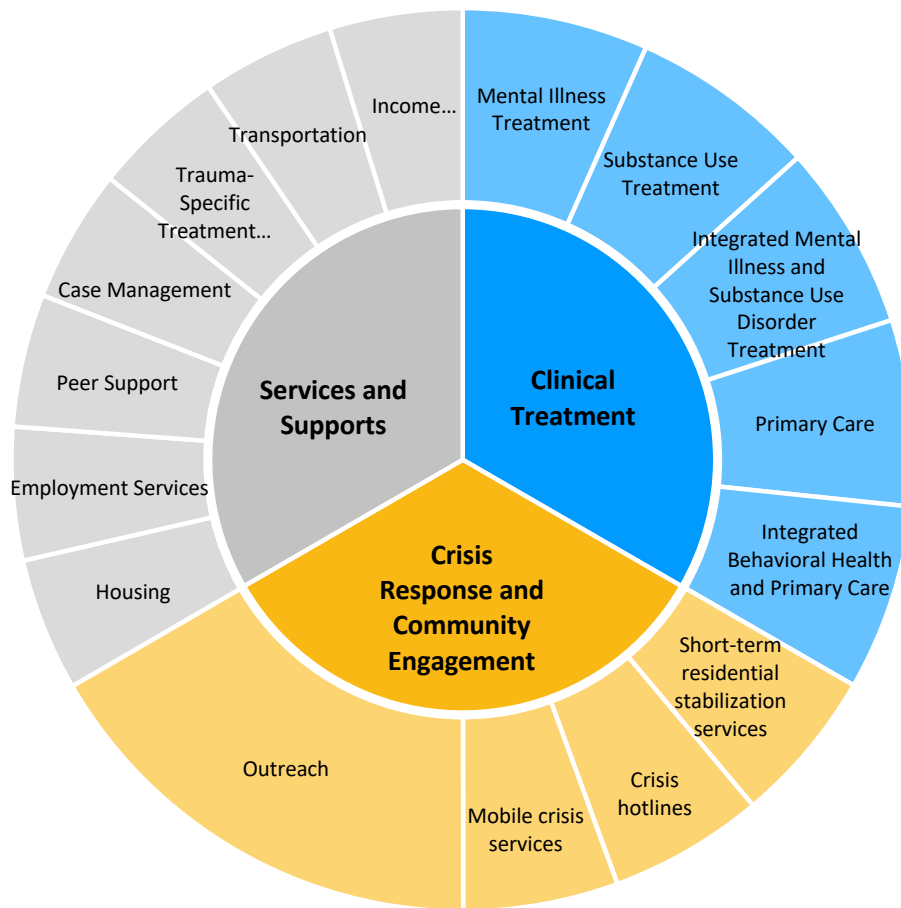 Income…
Transportation
Trauma-
Specific
Treatment…
Case Management
Peer Support
Employment Services
Housing
Mental Illness
Treatment
Substance Use
Treatment
Integrated Mental
Illness and
Substance Use
Disorder
Treatment
Primary Care
Integrated
Behavioral Health
and Primary Care
Services and
Supports
Clinical
Treatment
Crisis
Response and
Community
Engagement
Short-term
residential
stabilization
services
Crisis
hotlines
Mobile crisis
services
Outreach